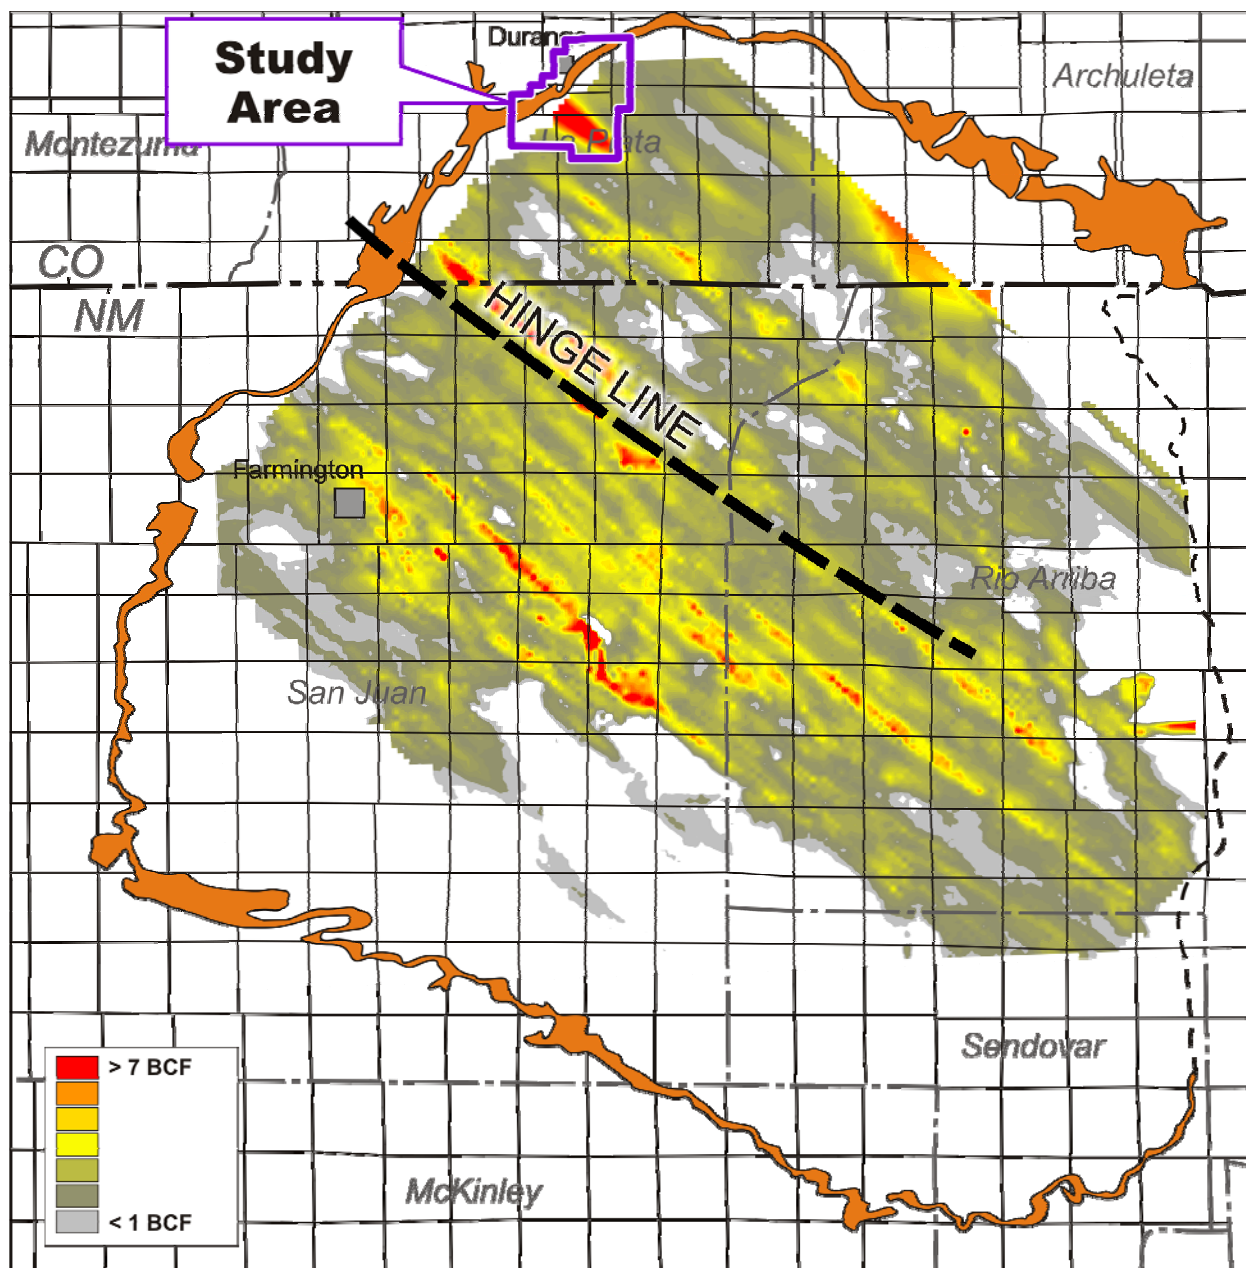 Durango
Study
Area
Archuleta
Montezuma
La Plata
CO
NM
HINGE LINE
Farmington
Rio Arriba
San Juan
Sendovar
> 7 BCF
< 1 BCF
McKinley